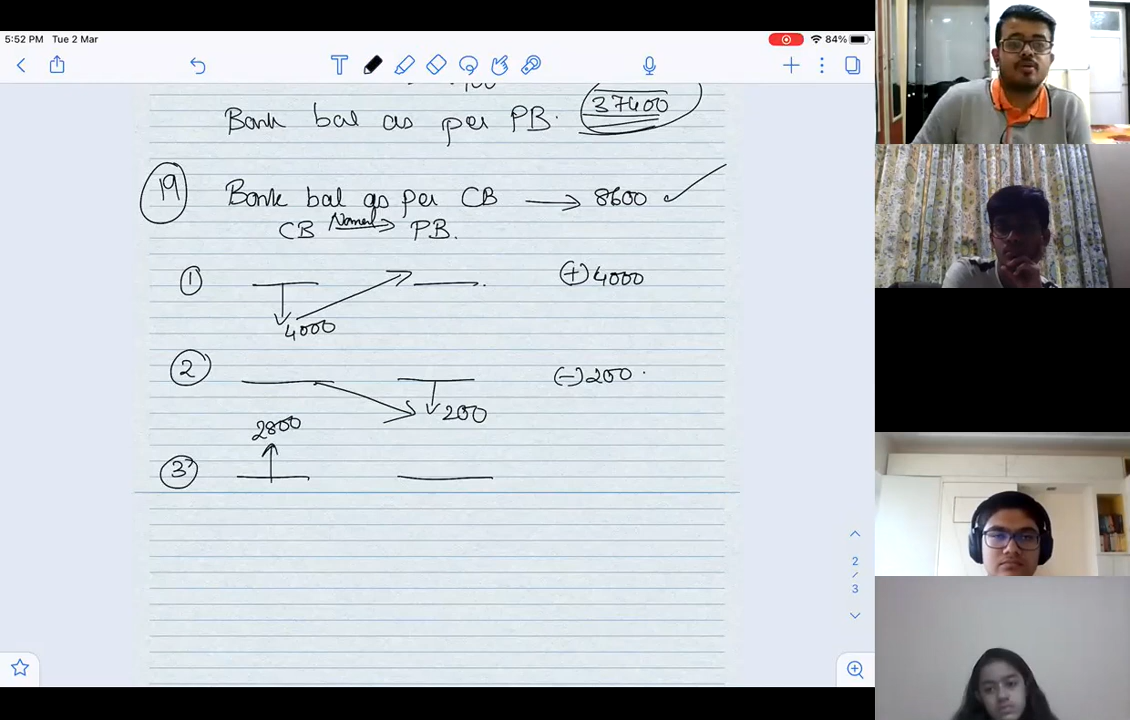 5:52 PM Tue 2 Mar 84%
Bank bal as per PB. 37400
19 Bank bal as per CB → 8600 ✓
CB → PB.
1 (+) 4000
4000
2 (-) 200
200
2800
3
2
/
3